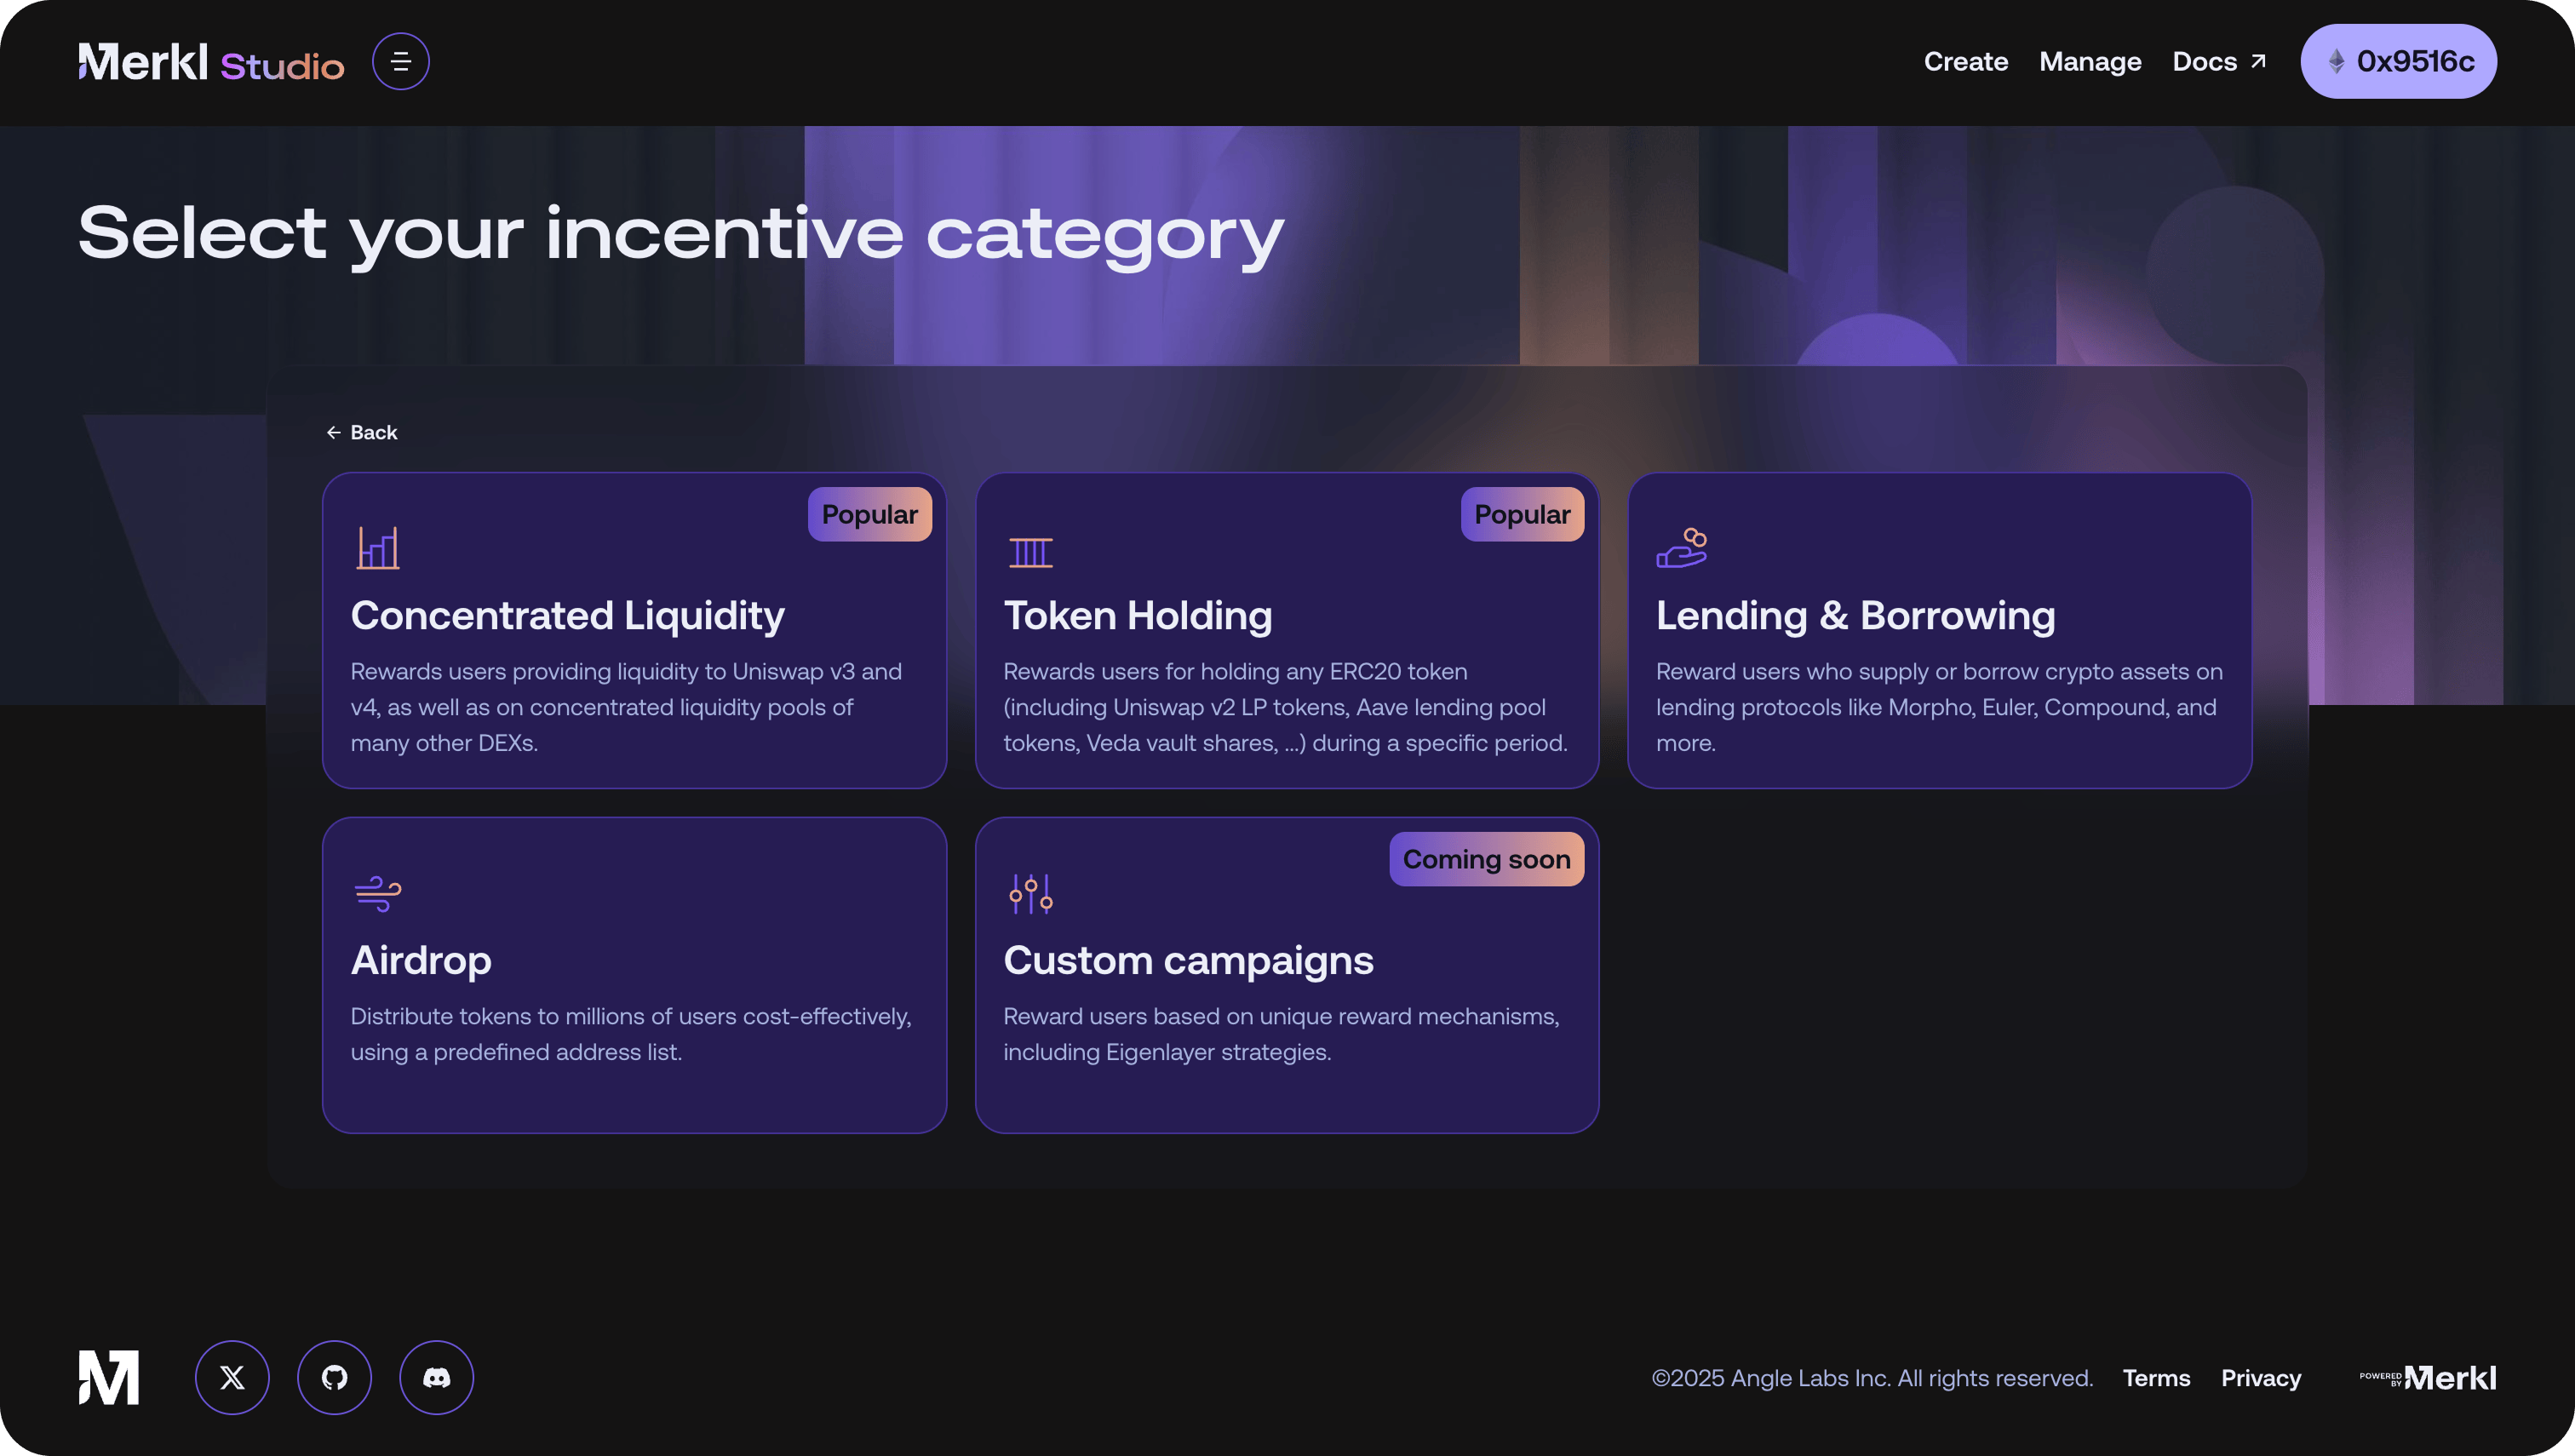 Merkl Studio
Create Manage Docs 0x9516c
Select your incentive category
Back
Popular
Concentrated Liquidity
Rewards users providing liquidity to Uniswap v3 and
v4, as well as on concentrated liquidity pools of
many other DEXs.
Popular
Token Holding
Rewards users for holding any ERC20 token
(including Uniswap v2 LP tokens, Aave lending pool
tokens, Veda vault shares, ...) during a specific period.
Lending & Borrowing
Reward users who supply or borrow crypto assets on
lending protocols like Morpho, Euler, Compound, and
more.
Airdrop
Distribute tokens to millions of users cost-effectively,
using a predefined address list.
Coming soon
Custom campaigns
Reward users based on unique reward mechanisms,
including Eigenlayer strategies.
M
©2025 Angle Labs Inc. All rights reserved. Terms Privacy
POWERED
BY
Merkl